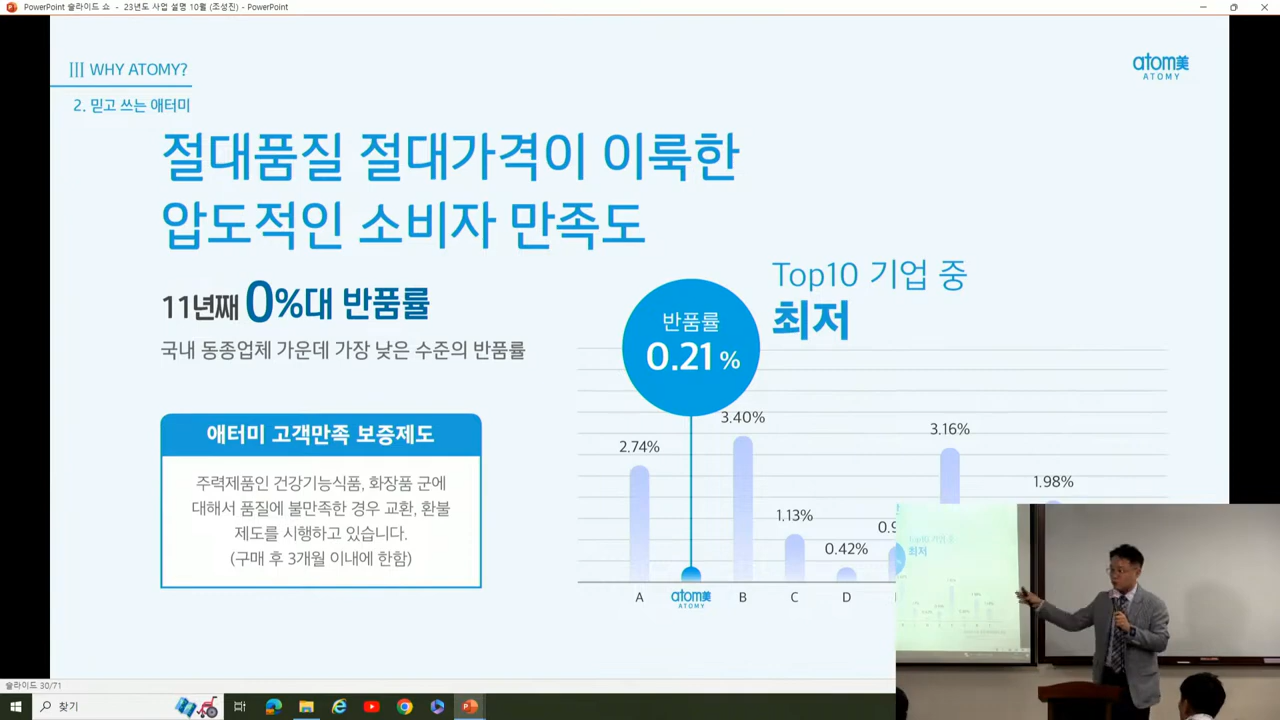 PowerPoint 슬라이드 쇼 - 23년도 사업 설명 10월 (조성진) - PowerPoint
III WHY ATOMY?
atom美
ATOMY
2. 믿고 쓰는 애터미
절대품질 절대가격이 이룩한
압도적인 소비자 만족도
11년째 0%대 반품률
국내 동종업체 가운데 가장 낮은 수준의 반품률
Top10 기업 중
최저
반품률
0.21 %
애터미 고객만족 보증제도
주력제품인 건강기능식품, 화장품 군에
대해서 품질에 불만족한 경우 교환, 환불
제도를 시행하고 있습니다.
(구매 후 3개월 이내에 한함)
2.74%
3.40%
1.13%
0.42%
3.16%
1.98%
A
atom美
ATOMY
B
C
D
최저
슬라이드 30/71
찾기